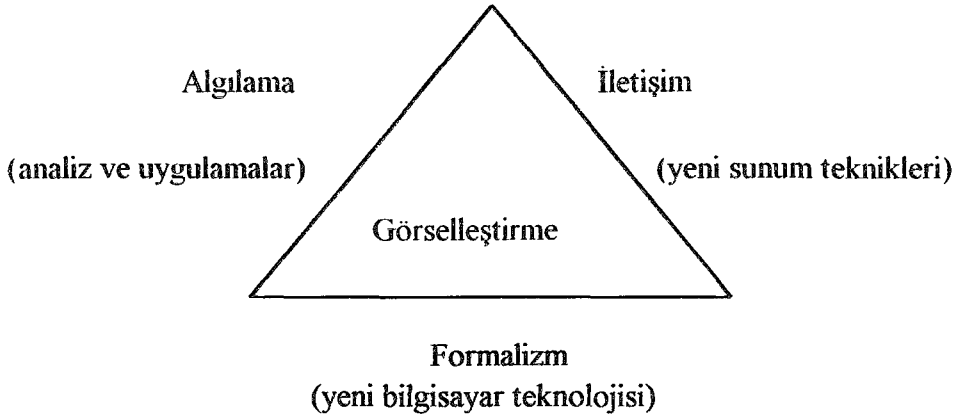 Algılama
İletişim
(analiz ve uygulamalar)
(yeni sunum teknikleri)
Görselleştirme
Formalizm
(yeni bilgisayar teknolojisi)